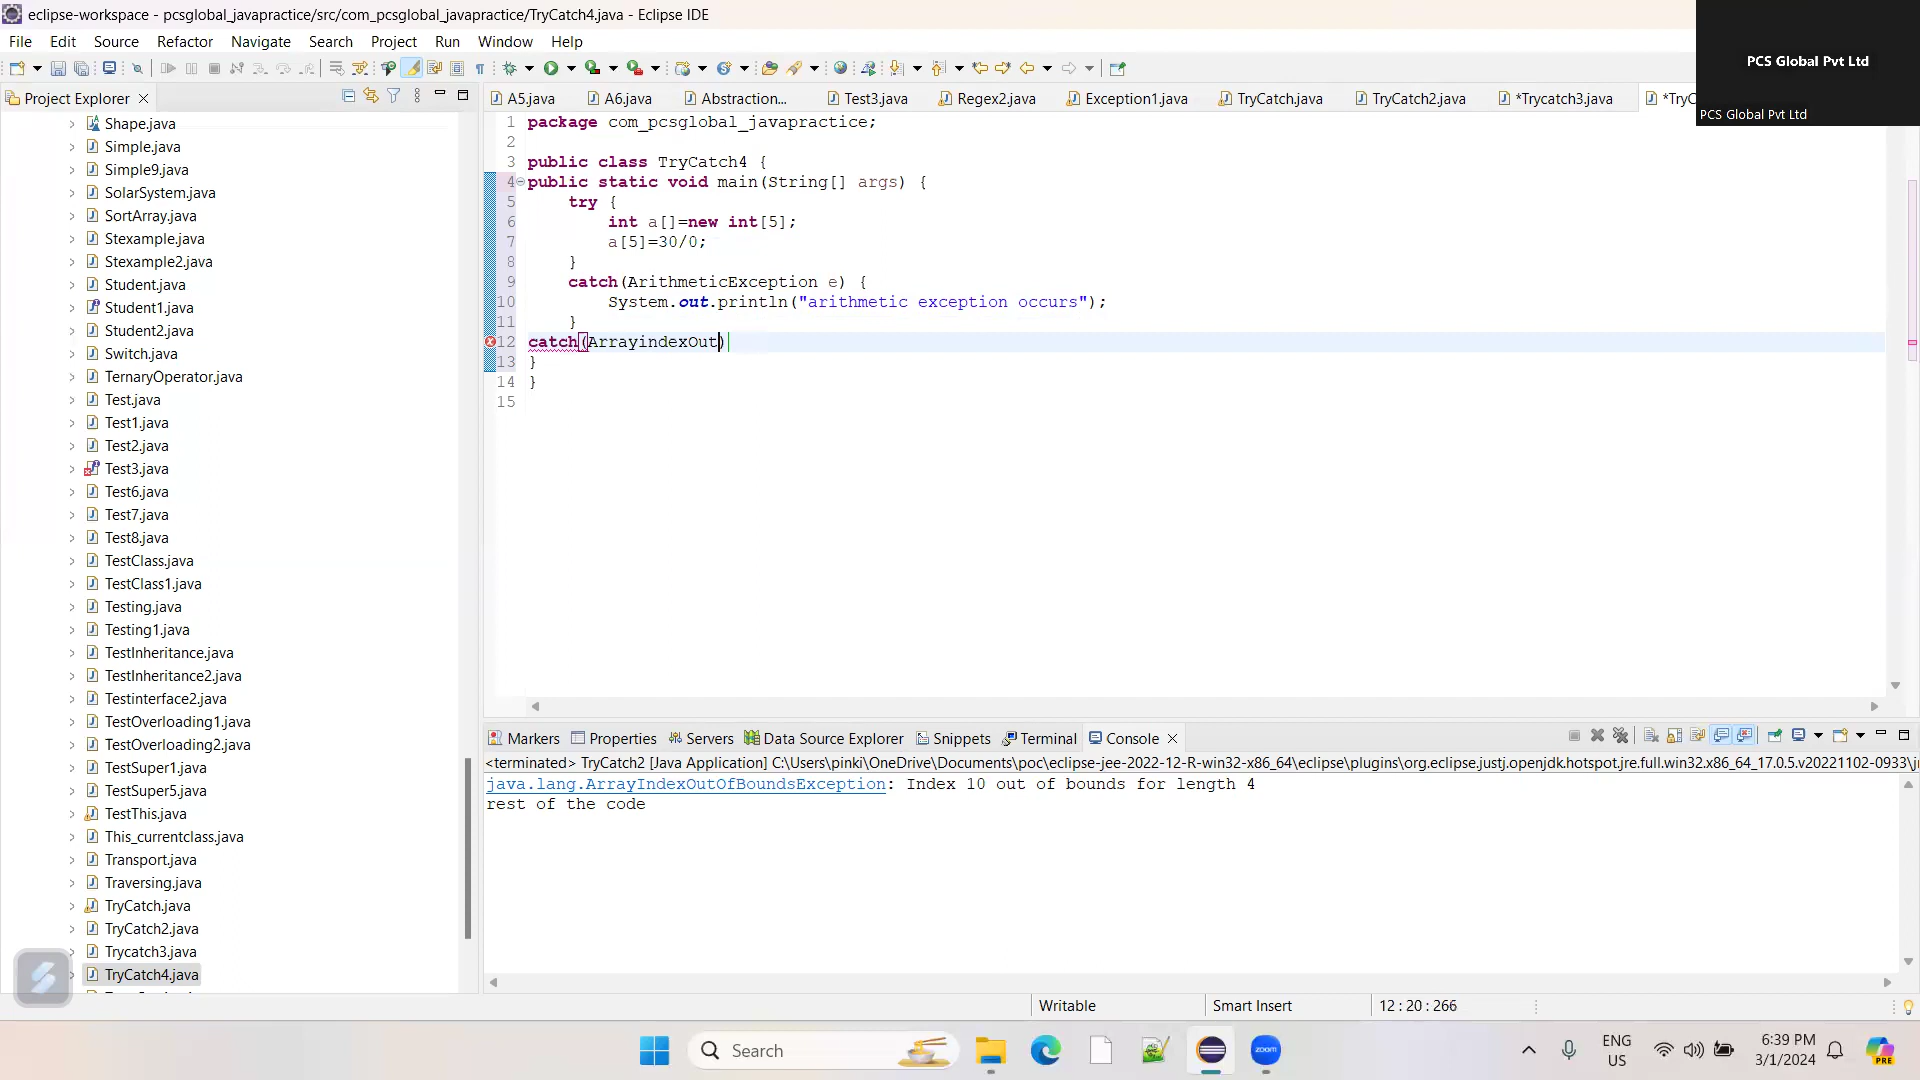 eclipse-workspace - pcsglobal_javapractice/src/com_pcsglobal_javapractice/TryCatch4.java - Eclipse IDE
PCS Global Pvt Ltd
PCS Global Pvt Ltd
File Edit Source Refactor Navigate Search Project Run Window Help
Project Explorer
A5.java A6.java Abstraction... Test3.java Regex2.java Exception1.java TryCatch.java TryCatch2.java *Trycatch3.java *TryC
Shape.java
Simple.java
Simple9.java
SolarSystem.java
SortArray.java
Stexample.java
Stexample2.java
Student.java
Student1.java
Student2.java
Switch.java
TernaryOperator.java
Test.java
Test1.java
Test2.java
Test3.java
Test6.java
Test7.java
Test8.java
TestClass.java
TestClass1.java
Testing.java
Testing1.java
TestInheritance.java
TestInheritance2.java
Testinterface2.java
TestOverloading1.java
TestOverloading2.java
TestSuper1.java
TestSuper5.java
TestThis.java
This_currentclass.java
Transport.java
Traversing.java
TryCatch.java
TryCatch2.java
Trycatch3.java
TryCatch4.java
1 package com_pcsglobal_javapractice;
2
3 public class TryCatch4 {
4 public static void main(String[] args) {
5 try {
6 int a[]=new int[5];
7 a[5]=30/0;
8 }
9 catch(ArithmeticException e) {
10 System.out.println("arithmetic exception occurs");
11 }
12 catch(ArrayindexOut)
13 }
14 }
15
Markers Properties Servers Data Source Explorer Snippets Terminal Console
<terminated> TryCatch2 [Java Application] C:\Users\pinki\OneDrive\Documents\poc\eclipse-jee-2022-12-R-win32-x86_64\eclipse\plugins\org.eclipse.justj.openjdk.hotspot.jre.full.win32.x86_64_17.0.5.v20221102-0933\jr
java.lang.ArrayIndexOutOfBoundsException: Index 10 out of bounds for length 4
rest of the code
Writable Smart Insert 12 : 20 : 266
Search
zoom
ENG
US
6:39 PM
3/1/2024
PRE